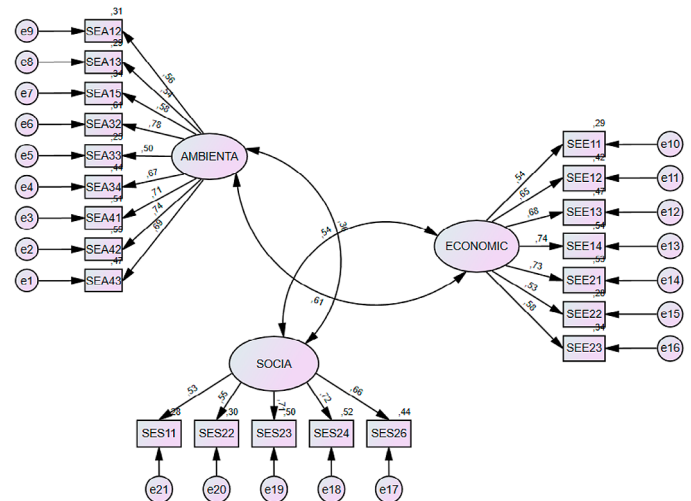 ,31
e9 SEA12
,29
e8 SEA13
,34
e7 SEA15
,61
e6 SEA32
,25
e5 SEA33
,44
e4 SEA34
,51
e3 SEA41
,55
e2 SEA42
,47
e1 SEA43
,56
,54
,58
,78
,50
,67
,71
,74
,69
AMBIENTA
,54
,61
ECONOMIC
,29
SEE11 e10
,42
SEE12 e11
,47
SEE13 e12
,54
SEE14 e13
,53
SEE21 e14
,28
SEE22 e15
,34
SEE23 e16
,54
,65
,68
,74
,73
,53
,58
SOCIA
,53 ,55 ,71 ,72 ,66
,28 ,30 ,50 ,52 ,44
SES11 SES22 SES23 SES24 SES26
e21 e20 e19 e18 e17